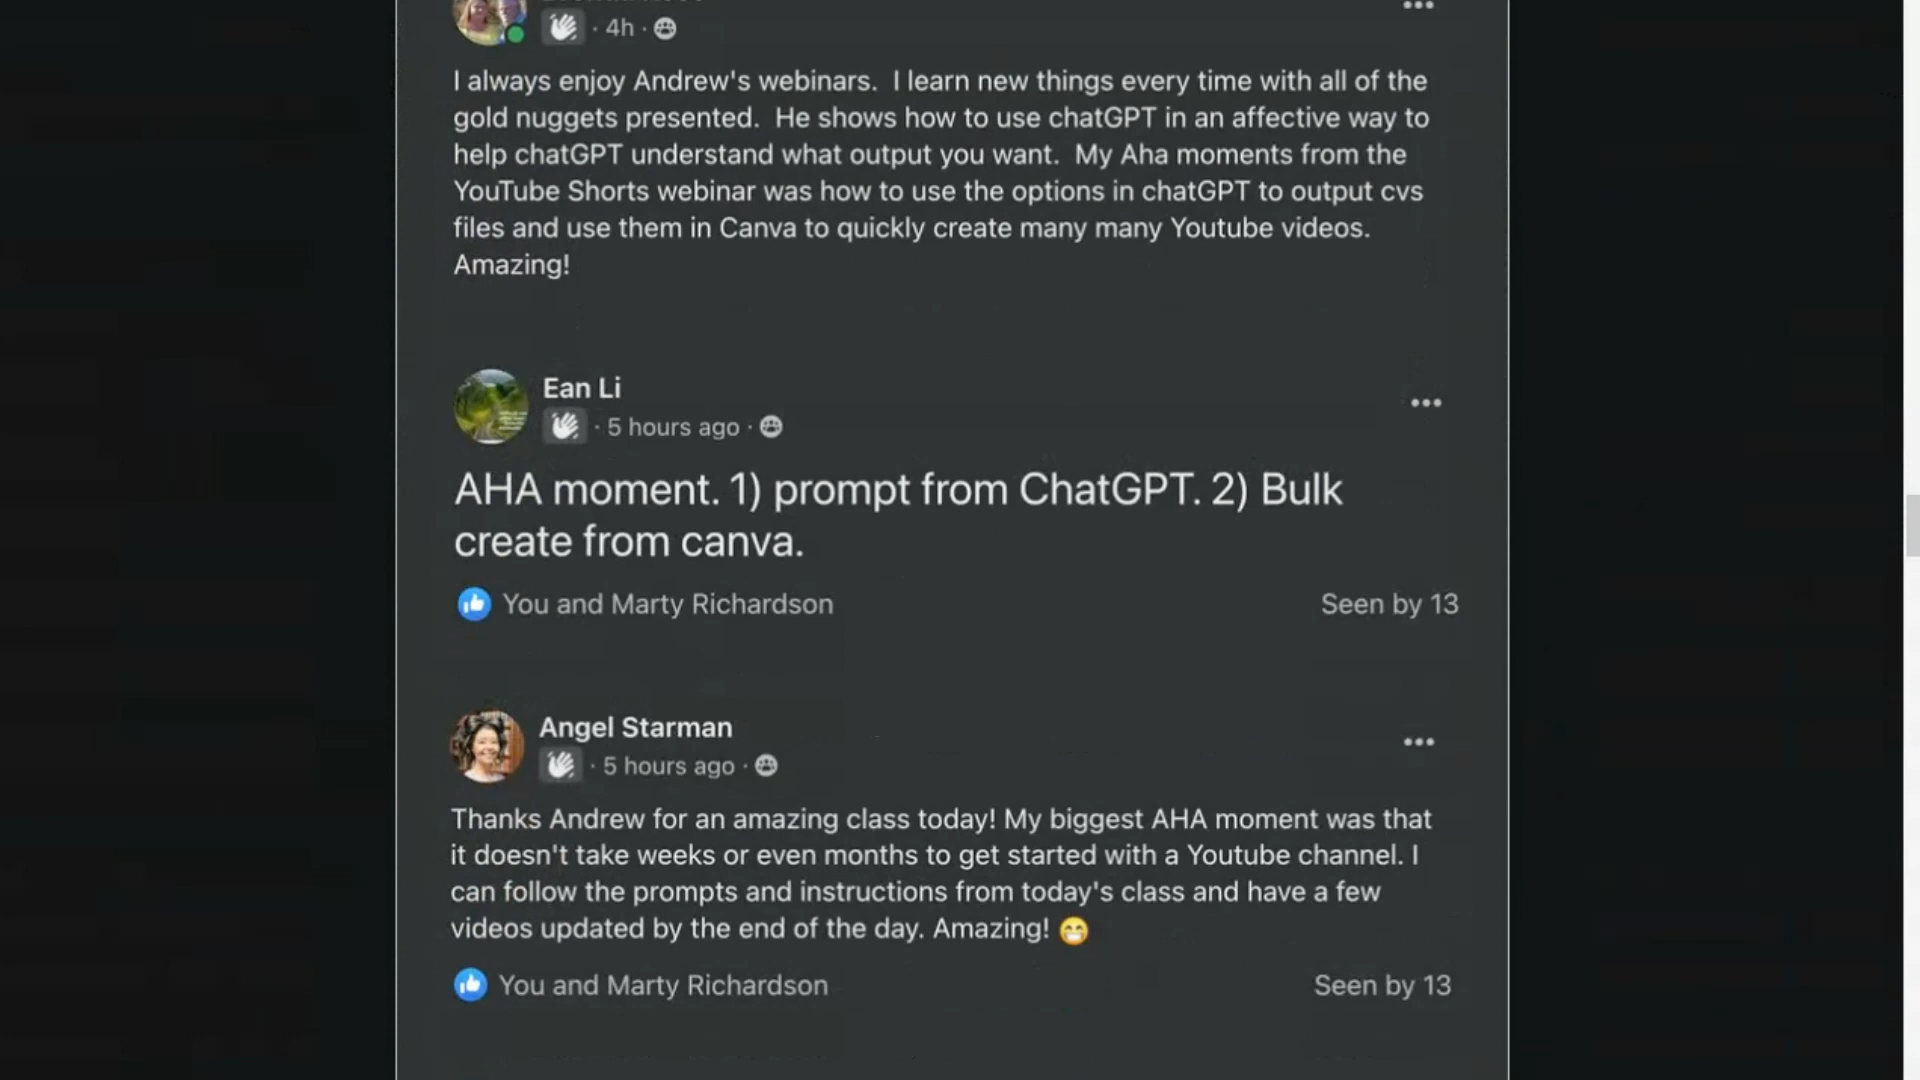 · 4h ·
I always enjoy Andrew's webinars. I learn new things every time with all of the
gold nuggets presented. He shows how to use chatGPT in an affective way to
help chatGPT understand what output you want. My Aha moments from the
YouTube Shorts webinar was how to use the options in chatGPT to output cvs
files and use them in Canva to quickly create many many Youtube videos.
Amazing!
Ean Li
· 5 hours ago ·
AHA moment. 1) prompt from ChatGPT. 2) Bulk
create from canva.
You and Marty Richardson
Seen by 13
Angel Starman
· 5 hours ago ·
Thanks Andrew for an amazing class today! My biggest AHA moment was that
it doesn't take weeks or even months to get started with a Youtube channel. I
can follow the prompts and instructions from today's class and have a few
videos updated by the end of the day. Amazing! 😁
You and Marty Richardson
Seen by 13